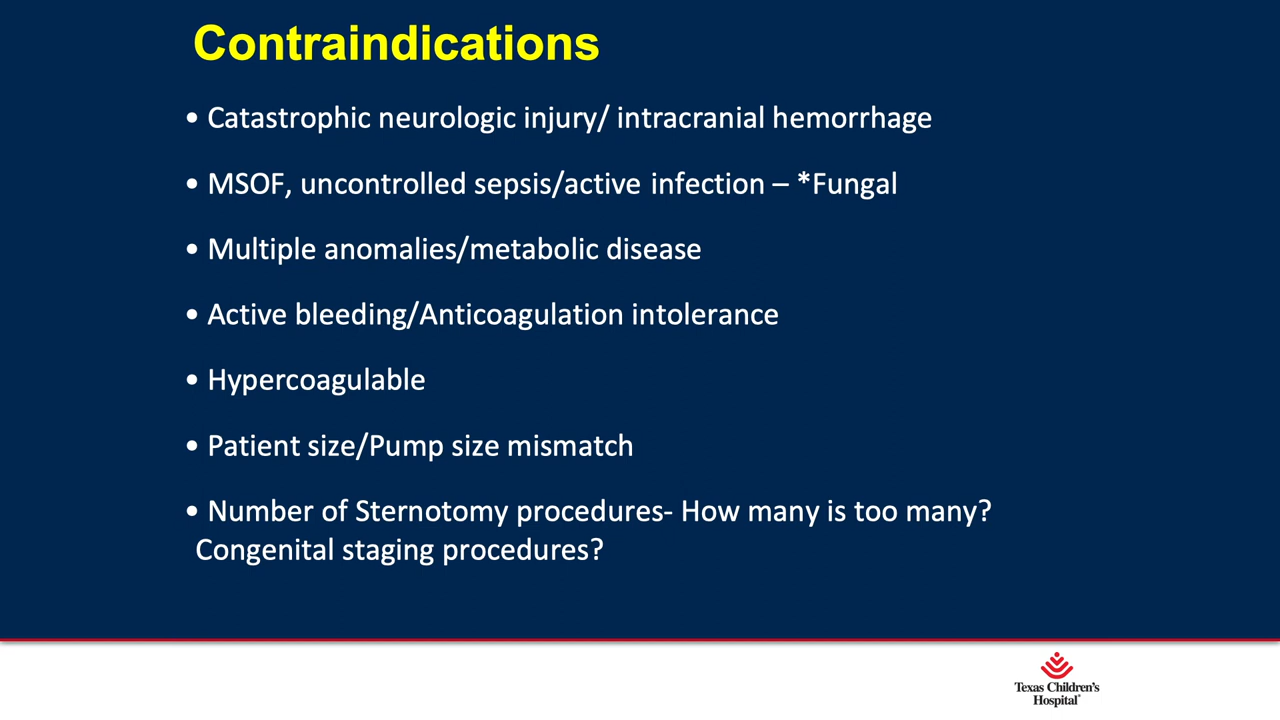 Contraindications
• Catastrophic neurologic injury/ intracranial hemorrhage
• MSOF, uncontrolled sepsis/active infection – *Fungal
• Multiple anomalies/metabolic disease
• Active bleeding/Anticoagulation intolerance
• Hypercoagulable
• Patient size/Pump size mismatch
• Number of Sternotomy procedures- How many is too many?
Congenital staging procedures?
Texas Children's
Hospital